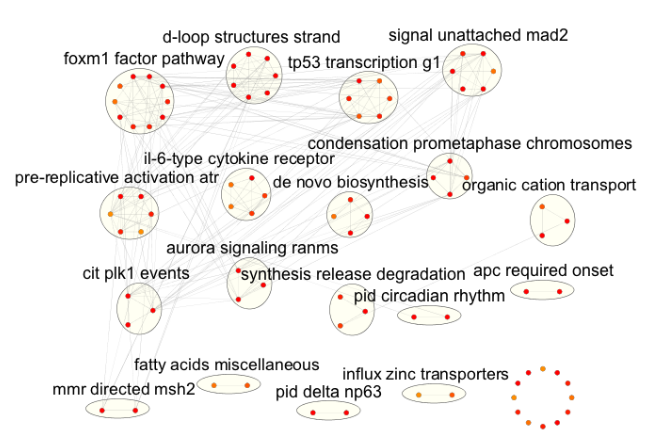 d-loop structures strand
signal unattached mad2
foxm1 factor pathway
tp53 transcription g1
condensation prometaphase chromosomes
il-6-type cytokine receptor
pre-replicative activation atr
de novo biosynthesis
organic cation transport
aurora signaling ranms
cit plk1 events
synthesis release degradation
apc required onset
pid circadian rhythm
fatty acids miscellaneous
influx zinc transporters
mmr directed msh2
pid delta np63